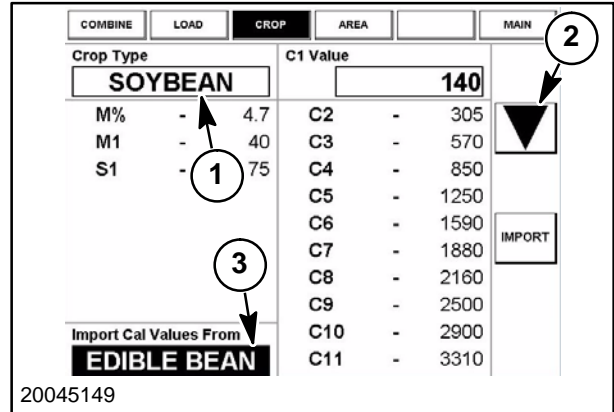 COMBINE LOAD CROP AREA MAIN
2
Crop Type C1 Value
SOYBEAN 140
M% - 4.7 C2 - 305
M1 - 40 C3 - 570
S1 - 75 C4 - 850
1
C5 - 1250
C6 - 1590
IMPORT
C7 - 1880
3
C8 - 2160
C9 - 2500
Import Cal Values From C10 - 2900
EDIBLE BEAN C11 - 3310
20045149